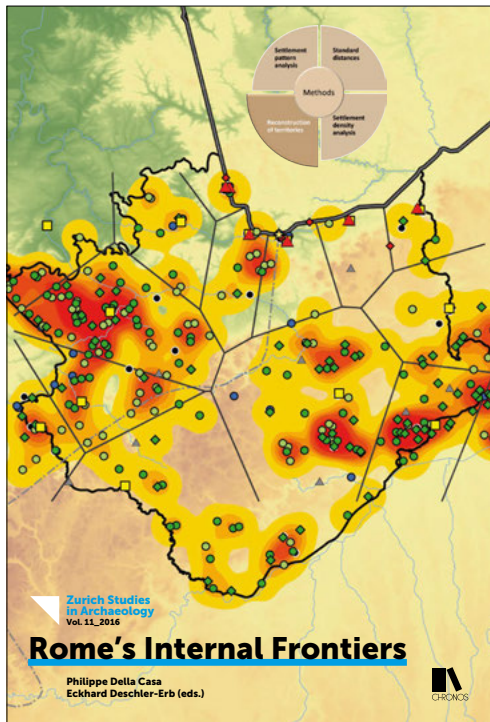 Settlement
pattern
analysis
Standard
distances
Methods
Reconstruction
of territories
Settlement
density
analysis
Zurich Studies
in Archaeology
Vol. 11_2016
Rome's Internal Frontiers
Philippe Della Casa
Eckhard Deschler-Erb (eds.)
CHRONOS